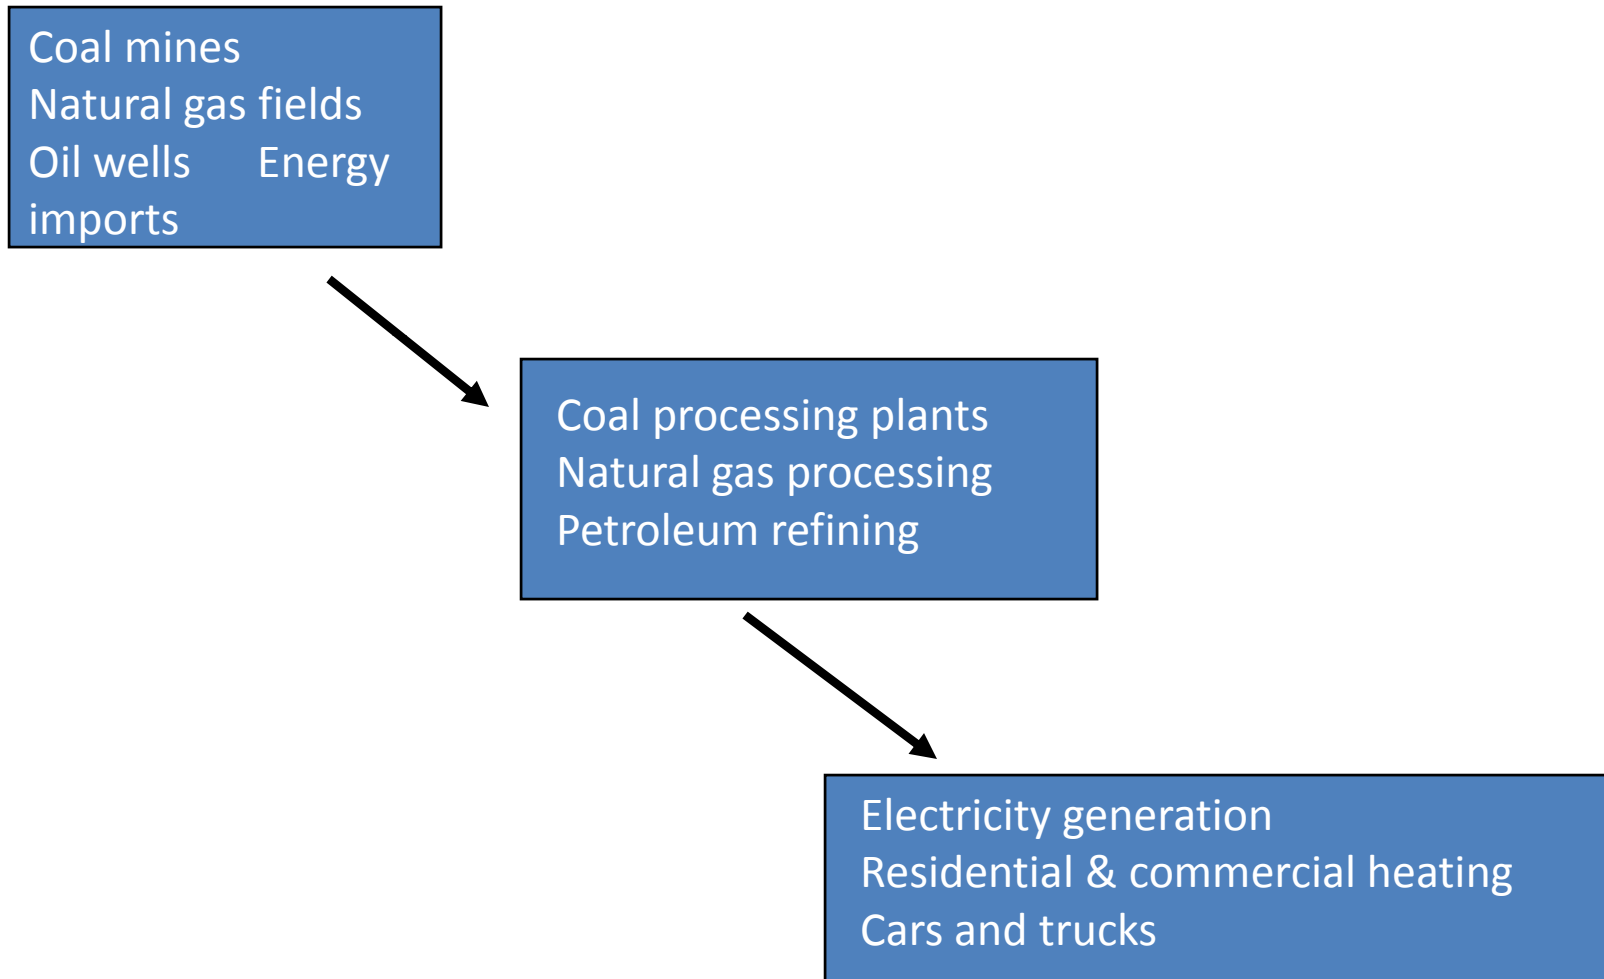 Coal mines
Natural gas fields
Oil wells Energy
imports
Coal processing plants
Natural gas processing
Petroleum refining
Electricity generation
Residential & commercial heating
Cars and trucks